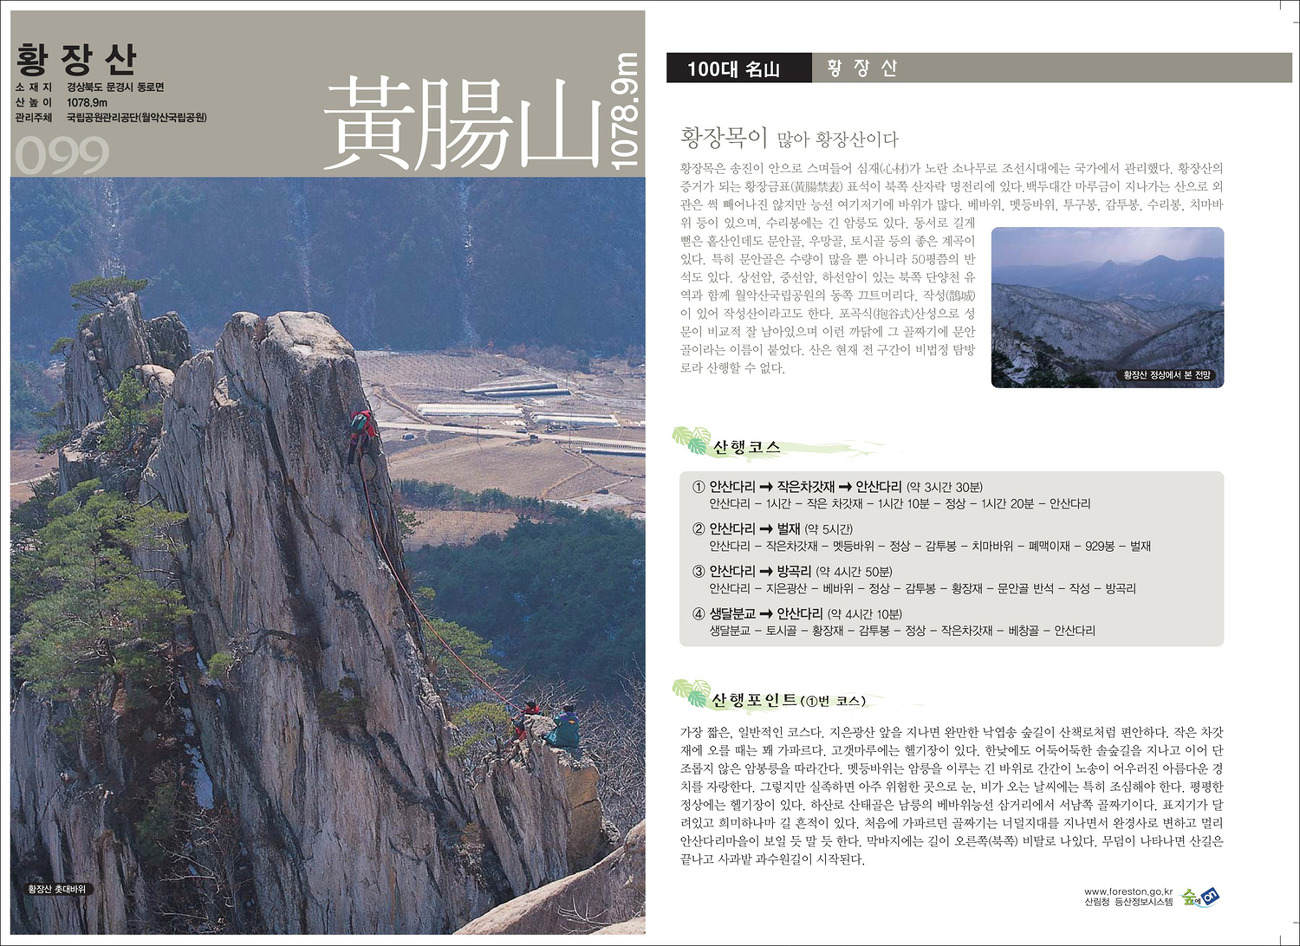 황장산
소재지 경상북도 문경시 동로면
산높이 1078.9m
관리주체 국립공원관리공단(월악산국립공원)
099
黃腸山
1078.9m
황장산 촛대바위
100대 名山 황장산
황장목이 많아 황장산이다
황장목은 송진이 안으로 스며들어 심재(心材)가 노란 소나무로 조선시대에는 국가에서 관리했다. 황장산의
증거가 되는 황장금표(黃腸禁表) 표석이 북쪽 산자락 명전리에 있다.백두대간 마루금이 지나가는 산으로 외
관은 썩 빼어나진 않지만 능선 여기저기에 바위가 많다. 베바위, 멧등바위, 투구봉, 감투봉, 수리봉, 치마바
위 등이 있으며, 수리봉에는 긴 암릉도 있다. 동서로 길게
뻗은 홑산인데도 문안골, 우망골, 토시골 등의 좋은 계곡이
있다. 특히 문안골은 수량이 많을 뿐 아니라 50평쯤의 반
석도 있다. 상선암, 중선암, 하선암이 있는 북쪽 단양천 유
역과 함께 월악산국립공원의 동쪽 끄트머리다. 작성(鵲城)
이 있어 작성산이라고도 한다. 포곡식(抱谷式)산성으로 성
문이 비교적 잘 남아있으며 이런 까닭에 그 골짜기에 문안
골이라는 이름이 붙었다. 산은 현재 전 구간이 비법정 탐방
로라 산행할 수 없다.
황장산 정상에서 본 전망
산행코스
① 안산다리 → 작은차갓재 → 안산다리 (약 3시간 30분)
안산다리 – 1시간 – 작은 차갓재 – 1시간 10분 – 정상 – 1시간 20분 – 안산다리
② 안산다리 → 벌재 (약 5시간)
안산다리 – 작은차갓재 – 멧등바위 – 정상 – 감투봉 – 치마바위 – 폐맥이재 – 929봉 – 벌재
③ 안산다리 → 방곡리 (약 4시간 50분)
안산다리 – 지은광산 – 베바위 – 정상 – 감투봉 – 황장재 – 문안골 반석 – 작성 – 방곡리
④ 생달분교 → 안산다리 (약 4시간 10분)
생달분교 – 토시골 – 황장재 – 감투봉 – 정상 – 작은차갓재 – 베창골 – 안산다리
산행포인트(①번 코스)
가장 짧은, 일반적인 코스다. 지은광산 앞을 지나면 완만한 낙엽송 숲길이 산책로처럼 편안하다. 작은 차갓
재에 오를 때는 꽤 가파르다. 고갯마루에는 헬기장이 있다. 한낮에도 어둑어둑한 솔숲길을 지나고 이어 단
조롭지 않은 암봉릉을 따라간다. 멧등바위는 암릉을 이루는 긴 바위로 간간이 노송이 어우러진 아름다운 경
치를 자랑한다. 그렇지만 실족하면 아주 위험한 곳으로 눈, 비가 오는 날씨에는 특히 조심해야 한다. 평평한
정상에는 헬기장이 있다. 하산로 산태골은 남릉의 베바위능선 삼거리에서 서남쪽 골짜기이다. 표지기가 달
려있고 희미하나마 길 흔적이 있다. 처음에 가파르던 골짜기는 너덜지대를 지나면서 완경사로 변하고 멀리
안산다리마을이 보일 듯 말 듯 한다. 막바지에는 길이 오른쪽(북쪽) 비탈로 나있다. 무덤이 나타나면 산길은
끝나고 사과밭 과수원길이 시작된다.
www.foreston.go.kr
산림청 등산정보시스템
숲에on